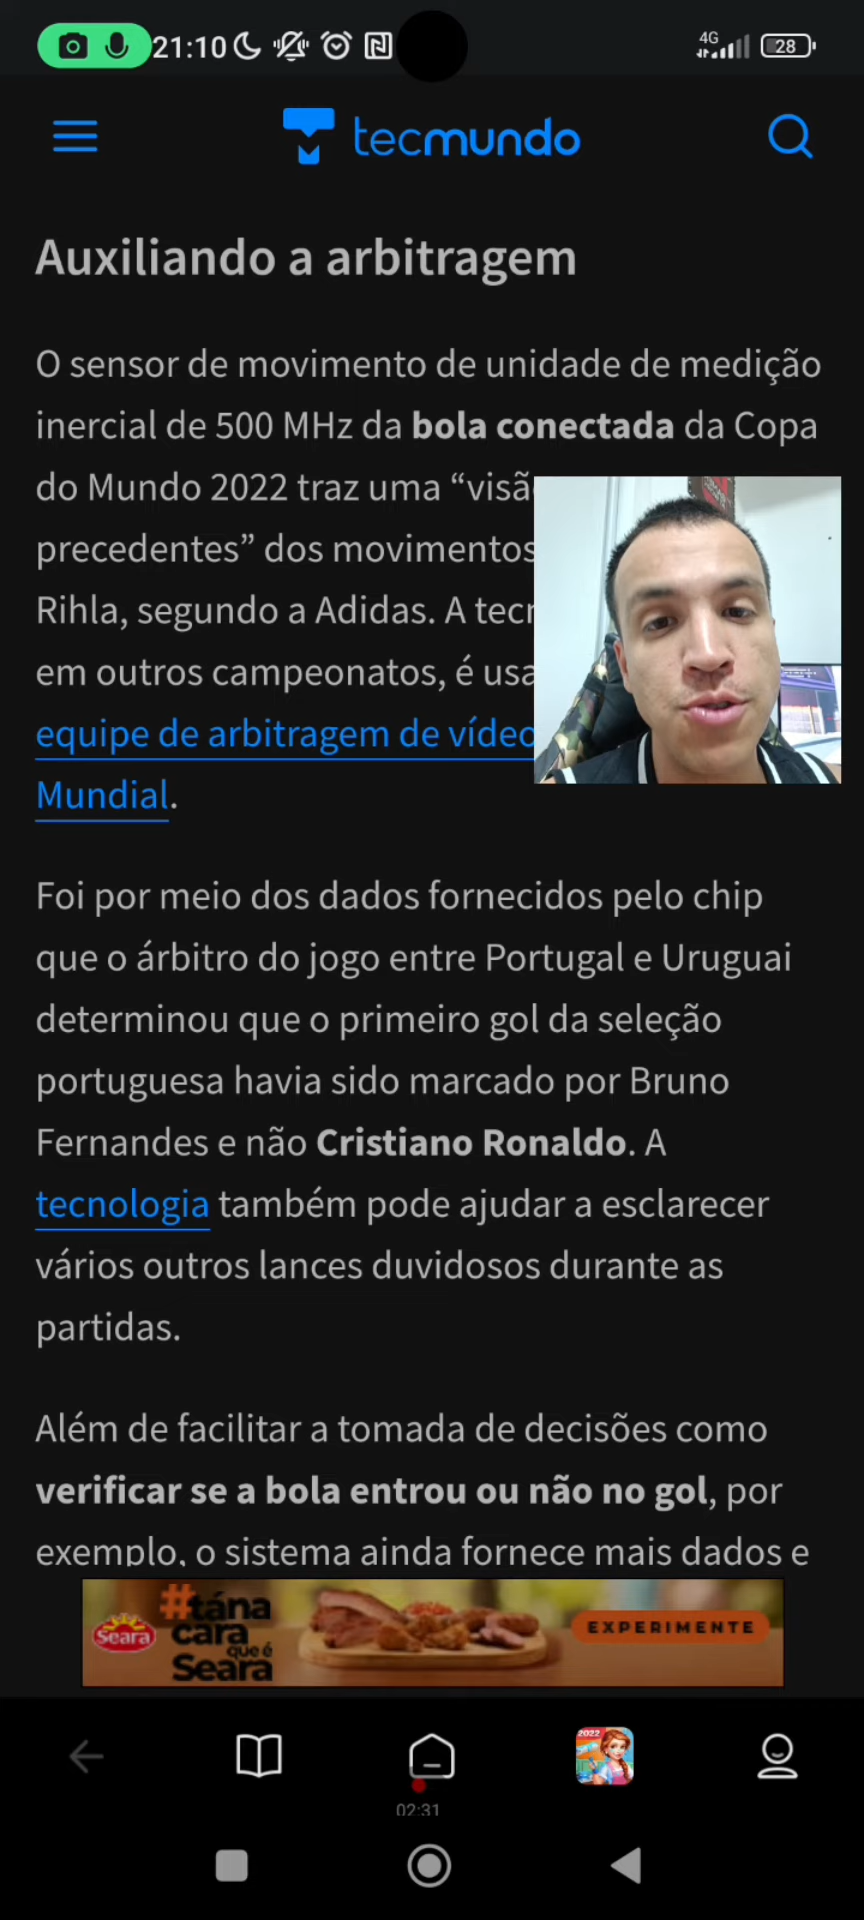 21:10
4G
28
tecmundo
Auxiliando a arbitragem
O sensor de movimento de unidade de medição
inercial de 500 MHz da bola conectada da Copa
do Mundo 2022 traz uma “visã
precedentes” dos movimentos
Rihla, segundo a Adidas. A tecn
em outros campeonatos, é usa
equipe de arbitragem de vídeo
Mundial.
Foi por meio dos dados fornecidos pelo chip
que o árbitro do jogo entre Portugal e Uruguai
determinou que o primeiro gol da seleção
portuguesa havia sido marcado por Bruno
Fernandes e não Cristiano Ronaldo. A
tecnologia também pode ajudar a esclarecer
vários outros lances duvidosos durante as
partidas.
Além de facilitar a tomada de decisões como
verificar se a bola entrou ou não no gol, por
exemplo, o sistema ainda fornece mais dados e
#tána
cara
que é
Seara
Seara
EXPERIMENTE
2022
02:31